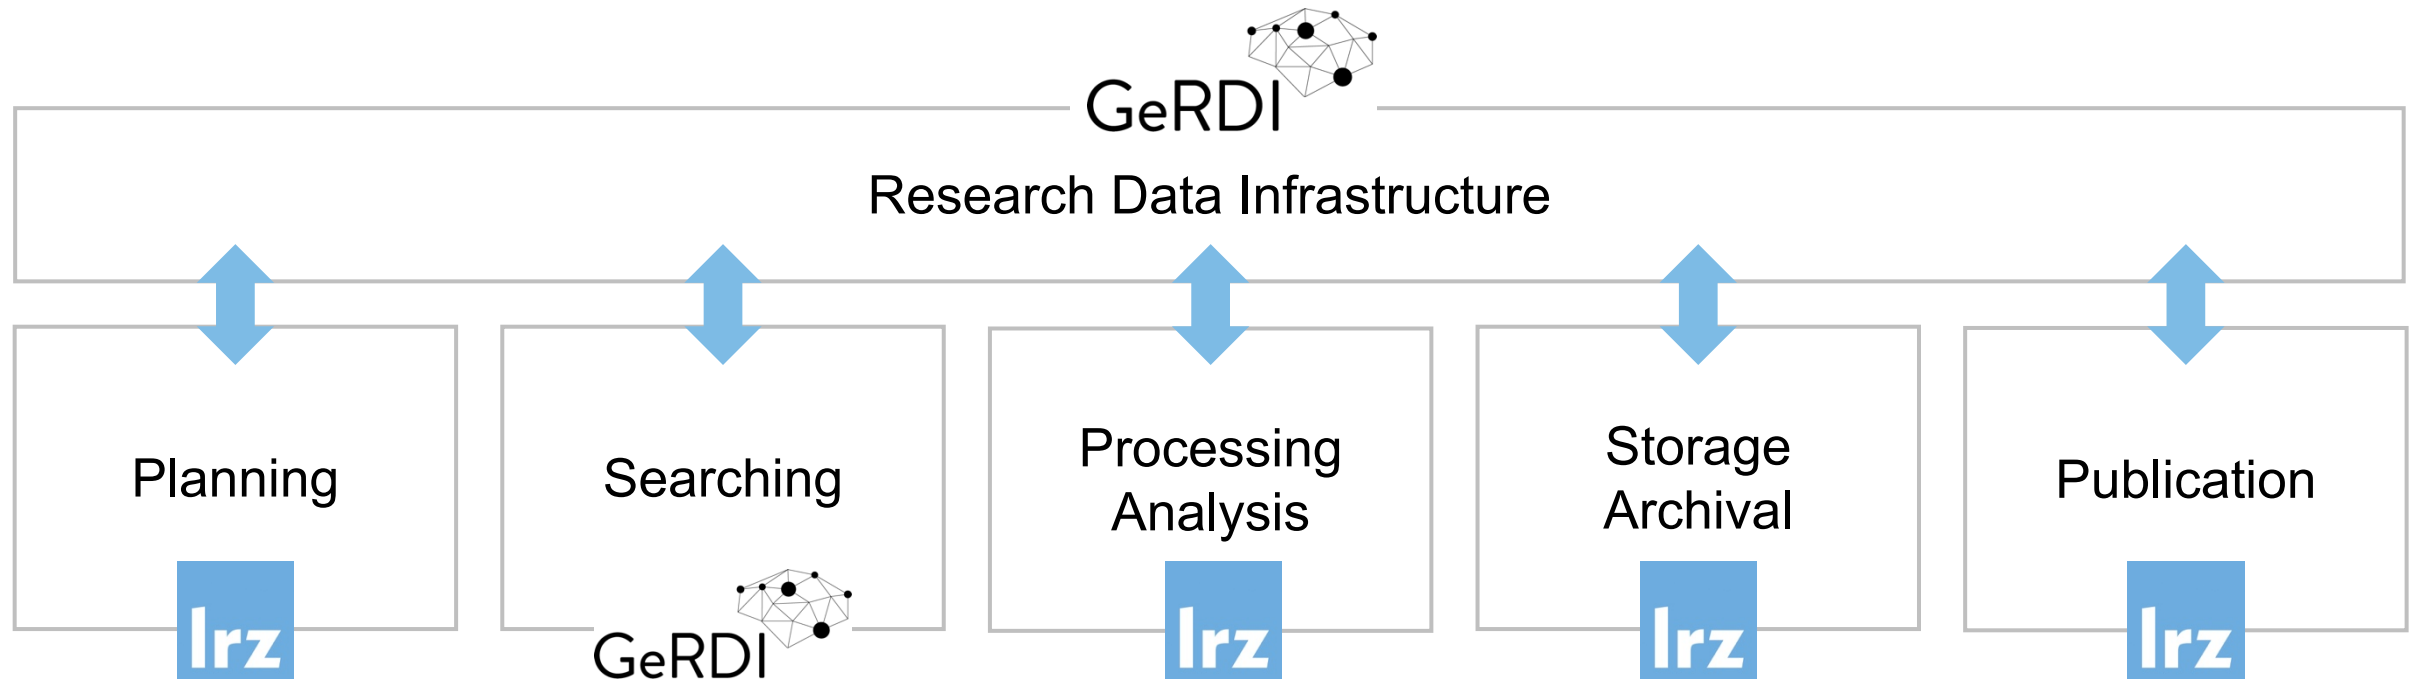 GeRDI
Research Data Infrastructure
Planning
Searching
Processing
Analysis
Storage
Archival
Publication
lrz
GeRDI
lrz
lrz
lrz